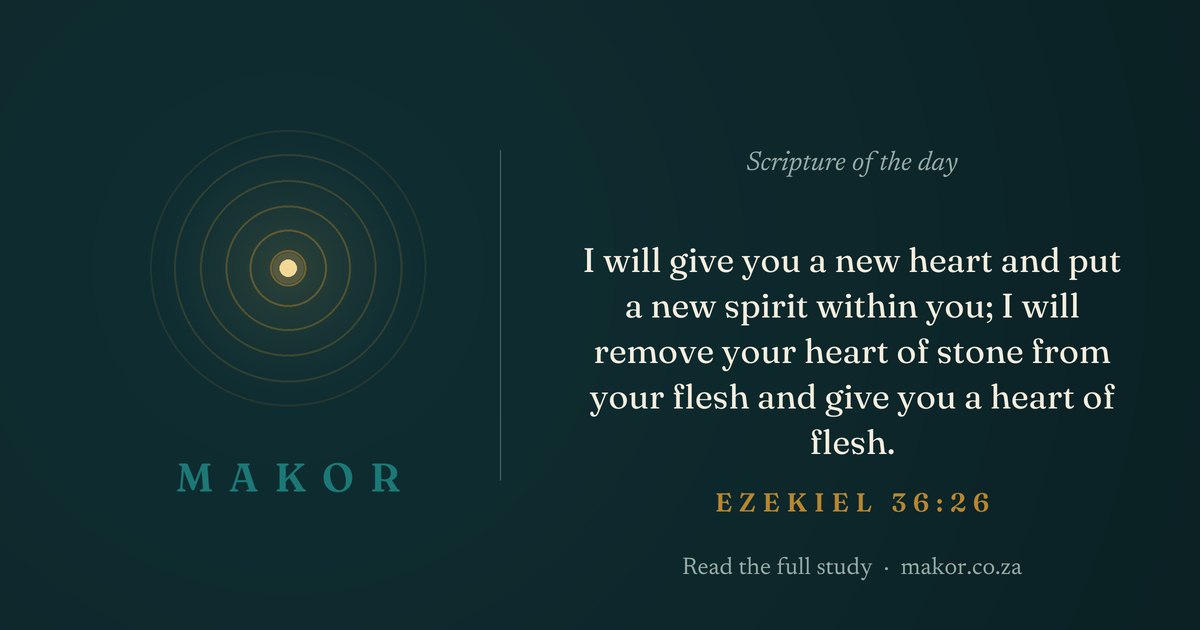 MAKOR
Scripture of the day
I will give you a new heart and put
a new spirit within you; I will
remove your heart of stone from
your flesh and give you a heart of
flesh.
EZEKIEL 36:26
Read the full study · makor.co.za